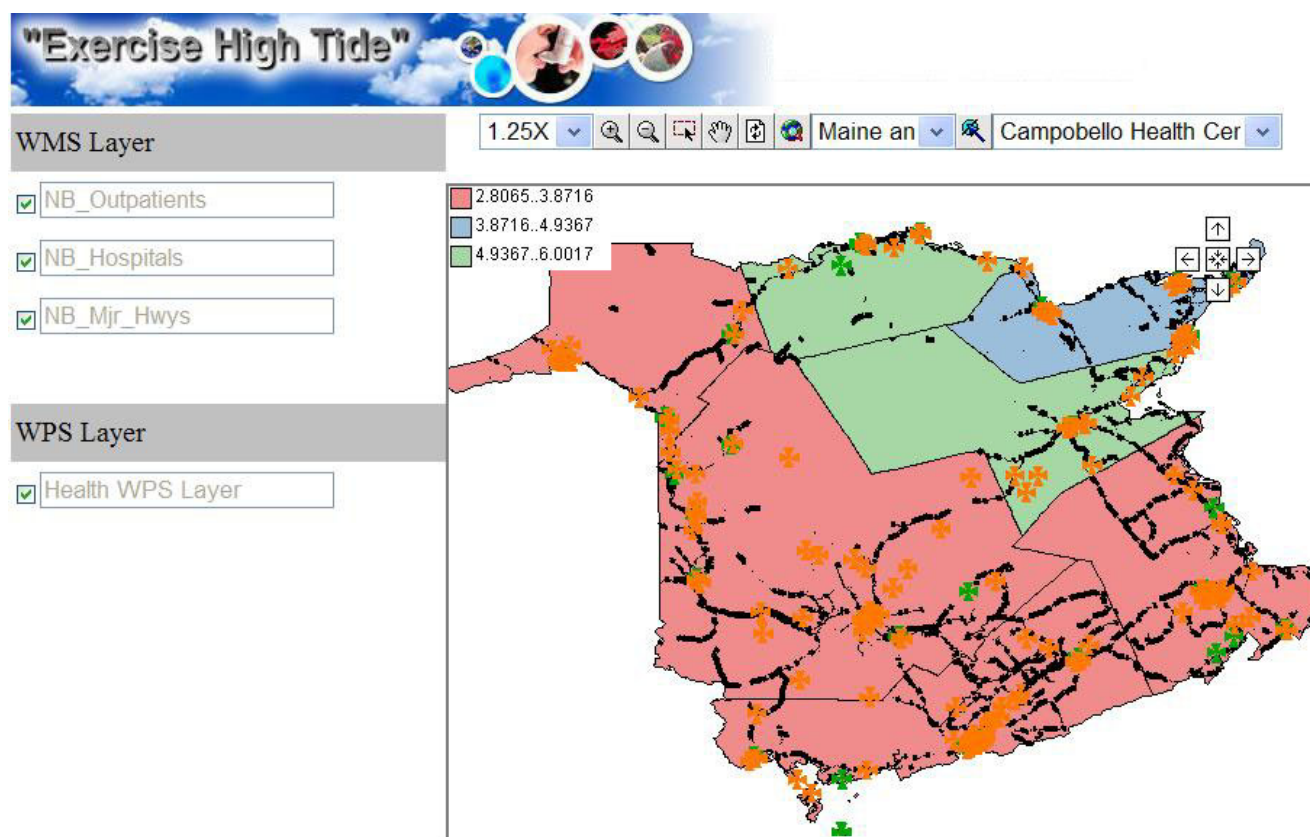 "Exercise High Tide"
WMS Layer
1.25X
Maine an
Campobello Health Cer
NB_Outpatients
NB_Hospitals
NB_Mjr_Hwys
WPS Layer
Health WPS Layer
2.8065..3.8716
3.8716..4.9367
4.9367..6.0017